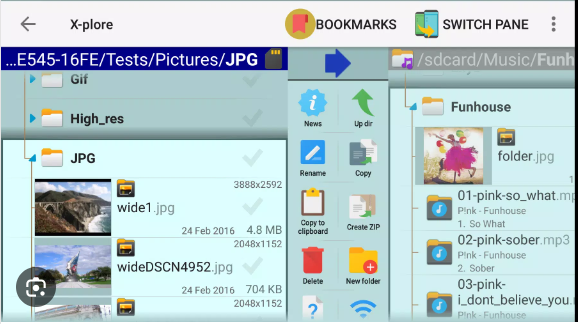 X-plore
BOOKMARKS
SWITCH PANE
...E545-16FE/Tests/Pictures/JPG
Gif
High_res
JPG
3888x2592
wide1.jpg
24 Feb 2016 4.8 MB
2048x1152
wideDSCN4952.jpg
24 Feb 2016 704 KB
2048x1152
News
Up dir
Rename
Copy
Copy to
clipboard
Create ZIP
Delete
New folder
/sdcard/Music/Funh
Funhouse
folder.jpg
01-pink-so_what.mp
P!nk - Funhouse
1. So What
02-pink-sober.mp3
P!nk - Funhouse
2. Sober
03-pink-
i_dont_believe_you.
P!nk - Funhouse